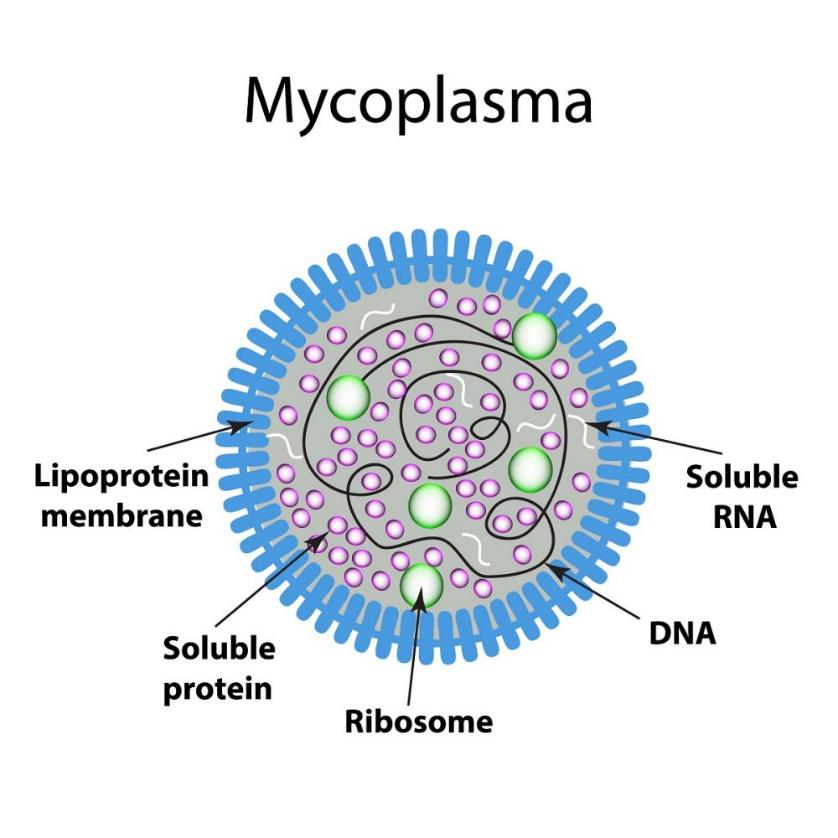 Mycoplasma
Lipoprotein
membrane
Soluble
RNA
Soluble
protein
DNA
Ribosome